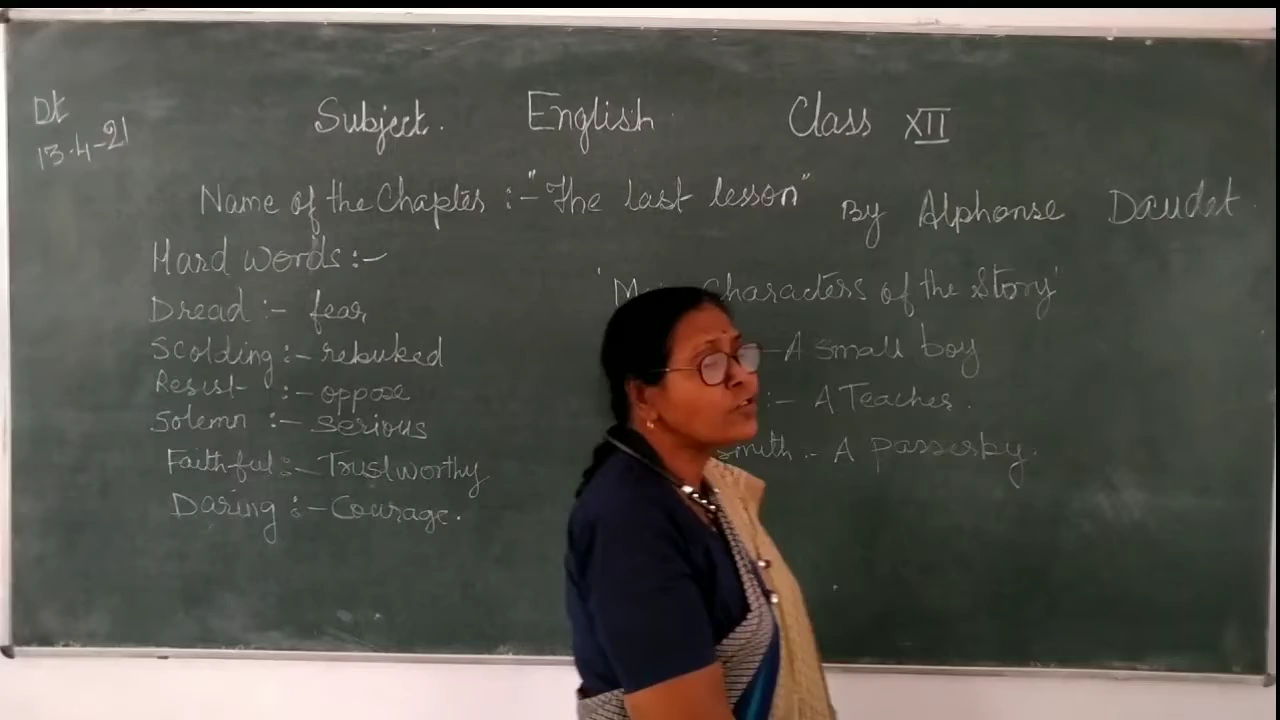 Dt
13-4-21
Subject. English Class XII
Name of the Chapter :- "The last lesson" By Alphonse Daudet.
Hard words :-
Dread :- fear
Scolding :- rebuked
Resist :- oppose
Solemn :- Serious
Faithful :- Trustworthy
Daring :- Courage.
Characters of the Story'
- A small boy
:- A Teacher.
smith :- A passerby.